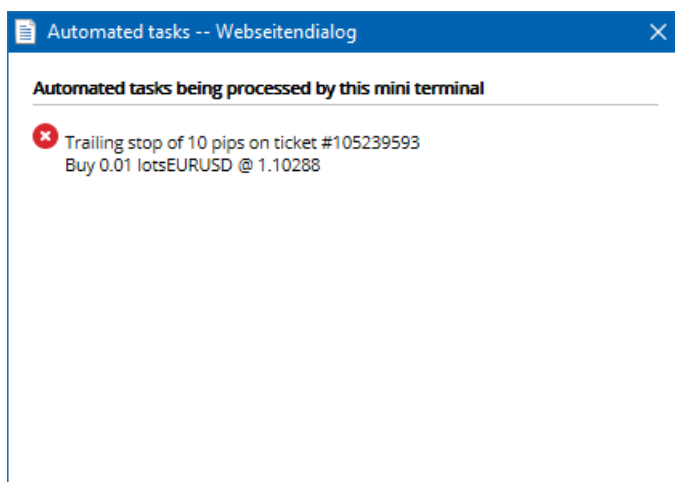 Automated tasks -- Webseitendialog
Automated tasks being processed by this mini terminal
Trailing stop of 10 pips on ticket #105239593
Buy 0.01 lotsEURUSD @ 1.10288